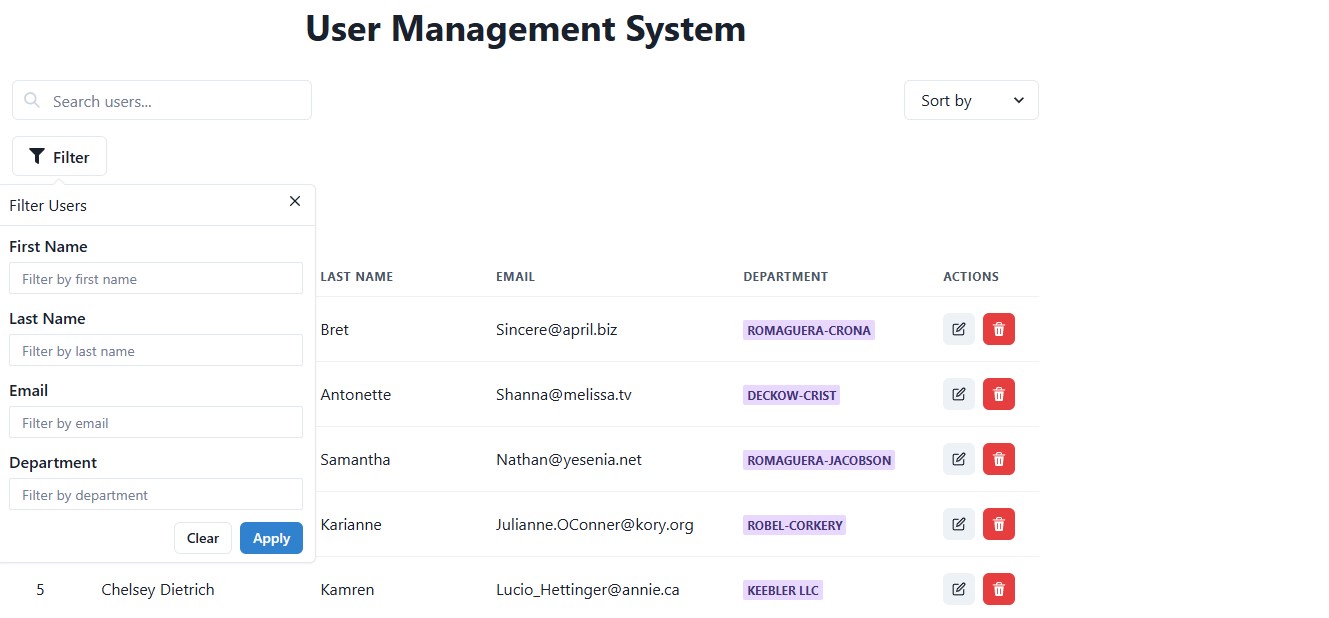 User Management System
Search users...
Sort by
Filter
Filter Users
First Name
Filter by first name
Last Name
Filter by last name
Email
Filter by email
Department
Filter by department
Clear Apply
LAST NAME EMAIL DEPARTMENT ACTIONS
Bret Sincere@april.biz ROMAGUERA-CRONA
Antonette Shanna@melissa.tv DECKOW-CRIST
Samantha Nathan@yesenia.net ROMAGUERA-JACOBSON
Karianne Julianne.OConner@kory.org ROBEL-CORKERY
5 Chelsey Dietrich Kamren Lucio_Hettinger@annie.ca KEEBLER LLC